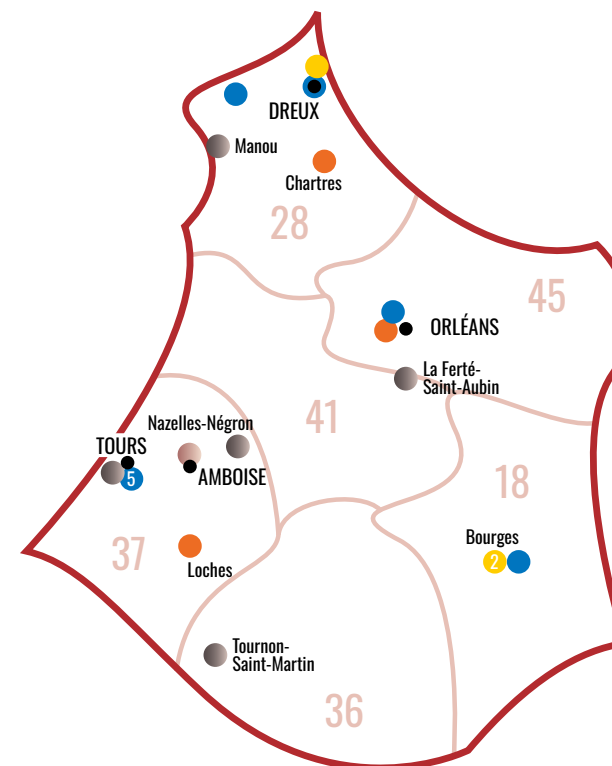 DREUX
Manou
Chartres
28
45
ORLÉANS
La Ferté-
Saint-Aubin
41
Nazelles-Négron
TOURS
5
AMBOISE
18
Bourges
2
37
Loches
Tournon-
Saint-Martin
36